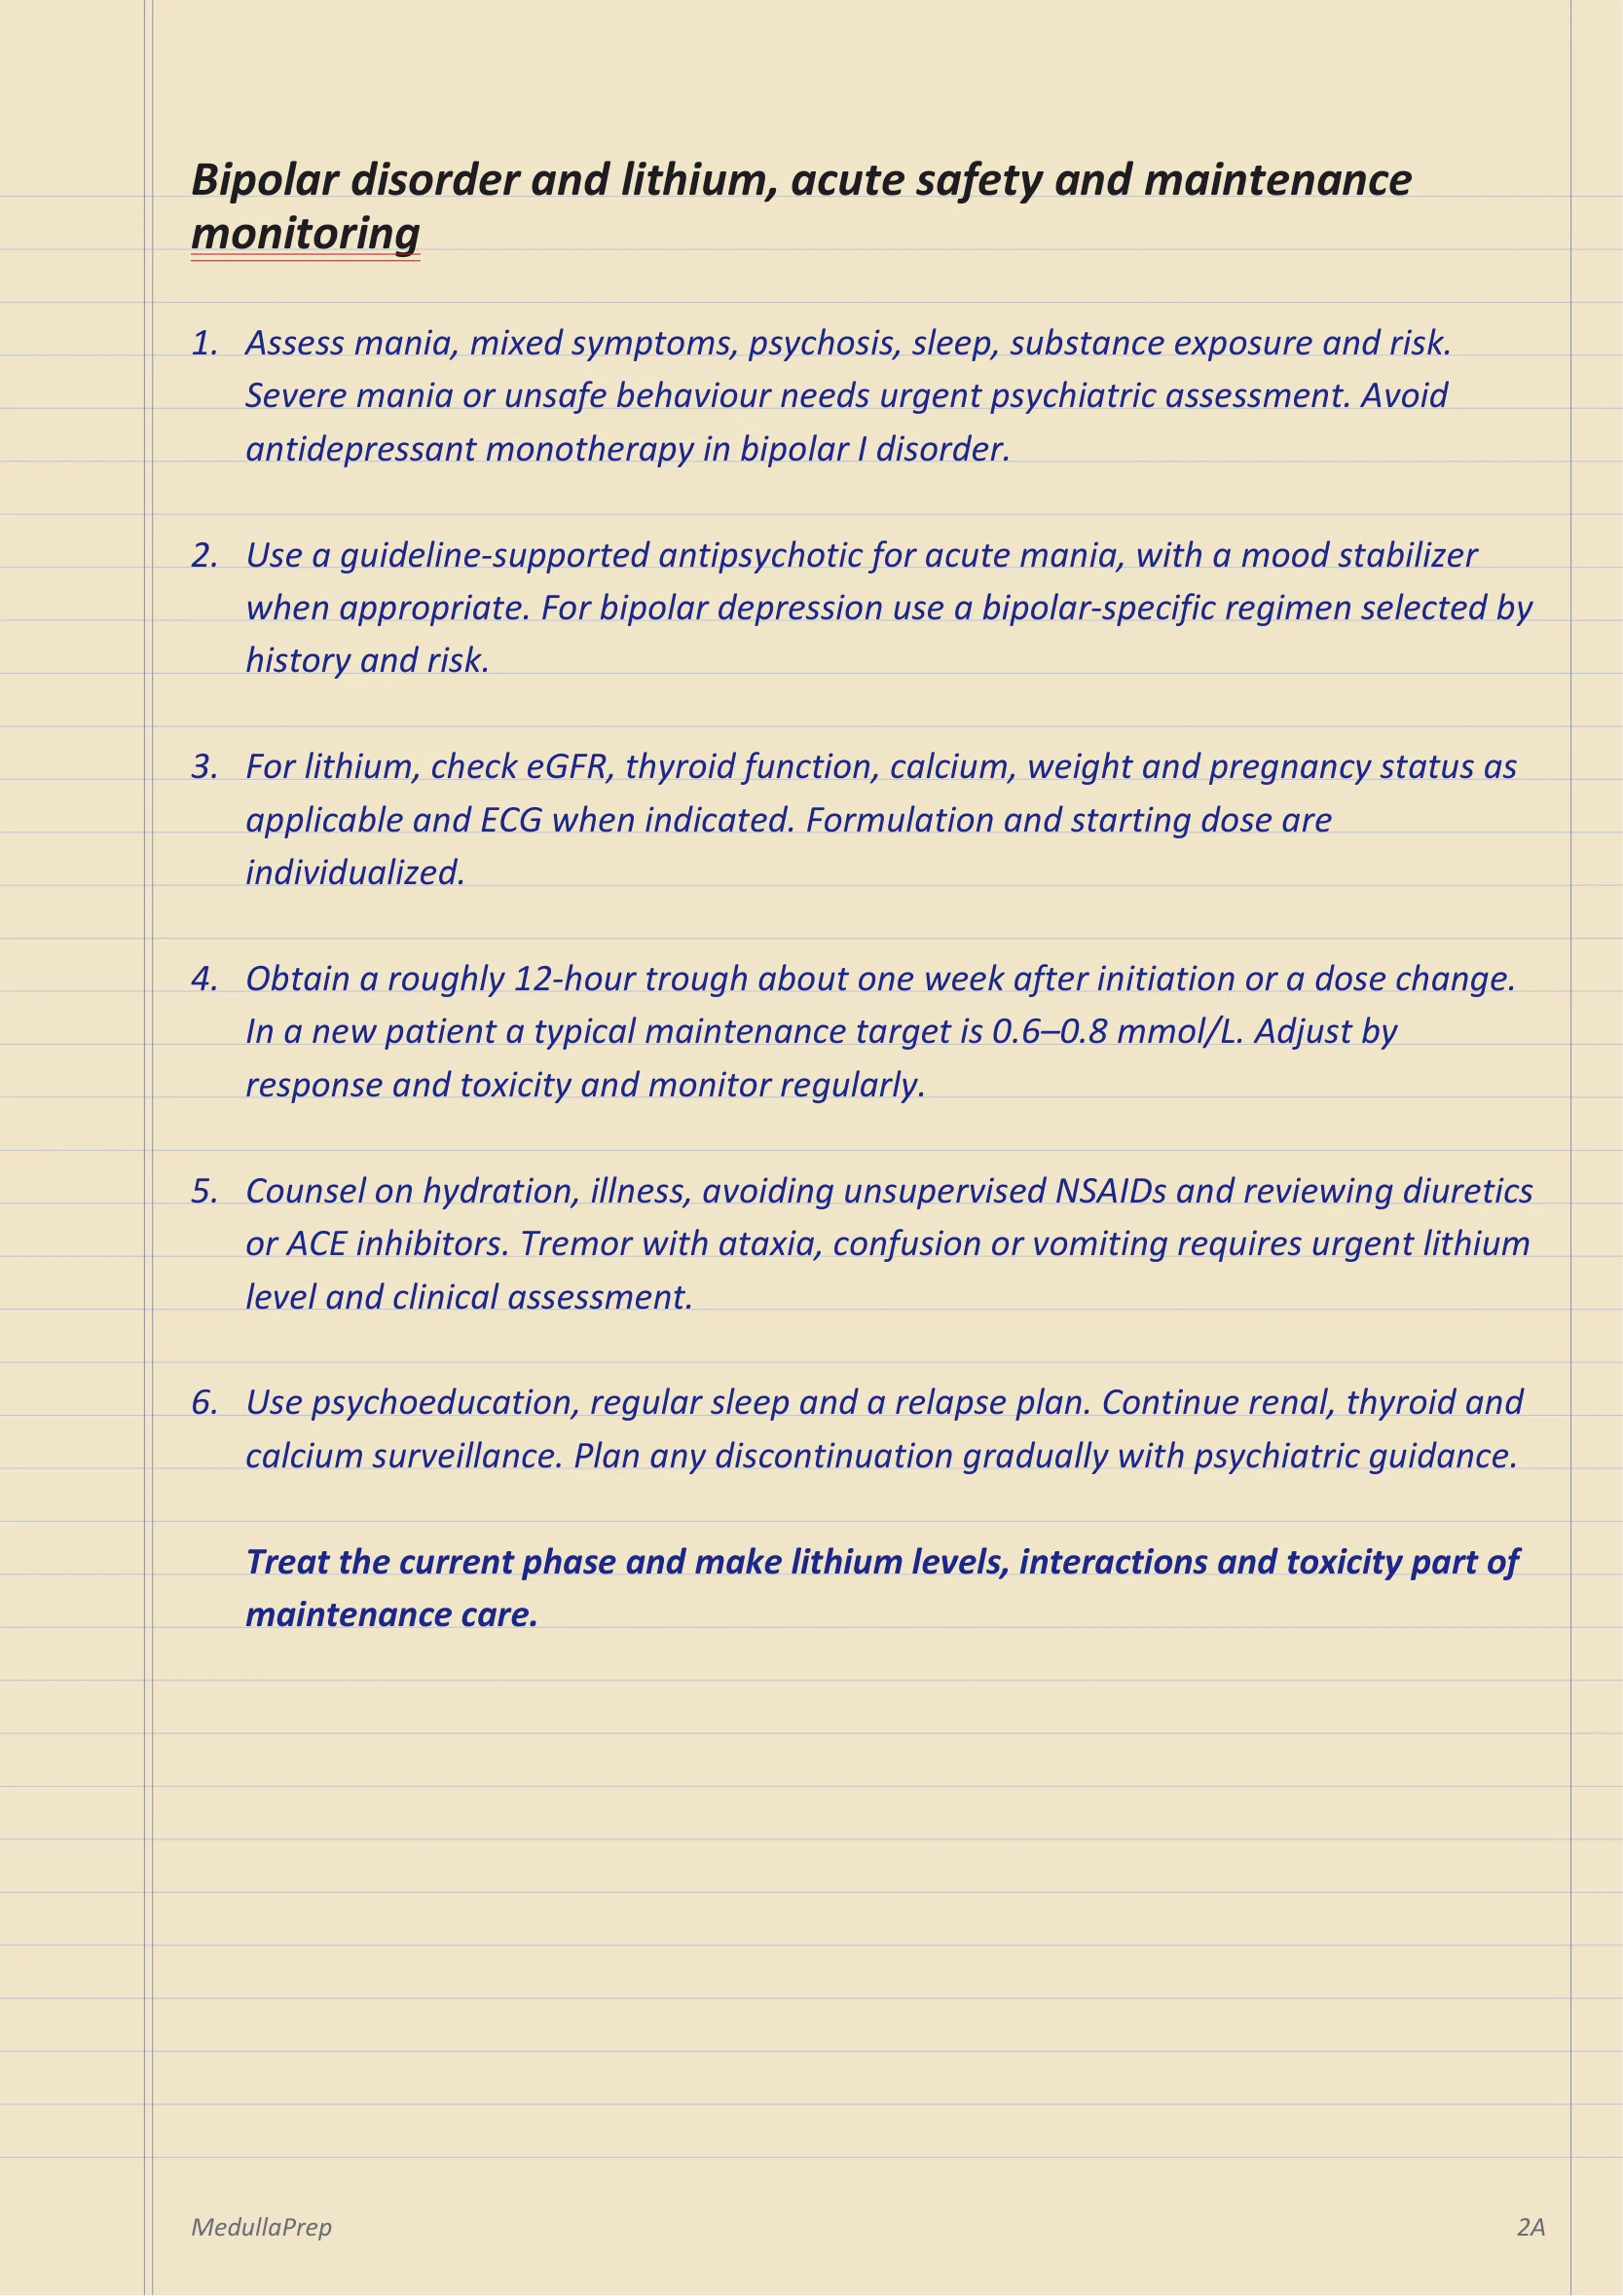 Bipolar disorder and lithium, acute safety and maintenance
monitoring
1. Assess mania, mixed symptoms, psychosis, sleep, substance exposure and risk.
Severe mania or unsafe behaviour needs urgent psychiatric assessment. Avoid
antidepressant monotherapy in bipolar I disorder.
2. Use a guideline-supported antipsychotic for acute mania, with a mood stabilizer
when appropriate. For bipolar depression use a bipolar-specific regimen selected by
history and risk.
3. For lithium, check eGFR, thyroid function, calcium, weight and pregnancy status as
applicable and ECG when indicated. Formulation and starting dose are
individualized.
4. Obtain a roughly 12-hour trough about one week after initiation or a dose change.
In a new patient a typical maintenance target is 0.6–0.8 mmol/L. Adjust by
response and toxicity and monitor regularly.
5. Counsel on hydration, illness, avoiding unsupervised NSAIDs and reviewing diuretics
or ACE inhibitors. Tremor with ataxia, confusion or vomiting requires urgent lithium
level and clinical assessment.
6. Use psychoeducation, regular sleep and a relapse plan. Continue renal, thyroid and
calcium surveillance. Plan any discontinuation gradually with psychiatric guidance.
Treat the current phase and make lithium levels, interactions and toxicity part of
maintenance care.
MedullaPrep
2A